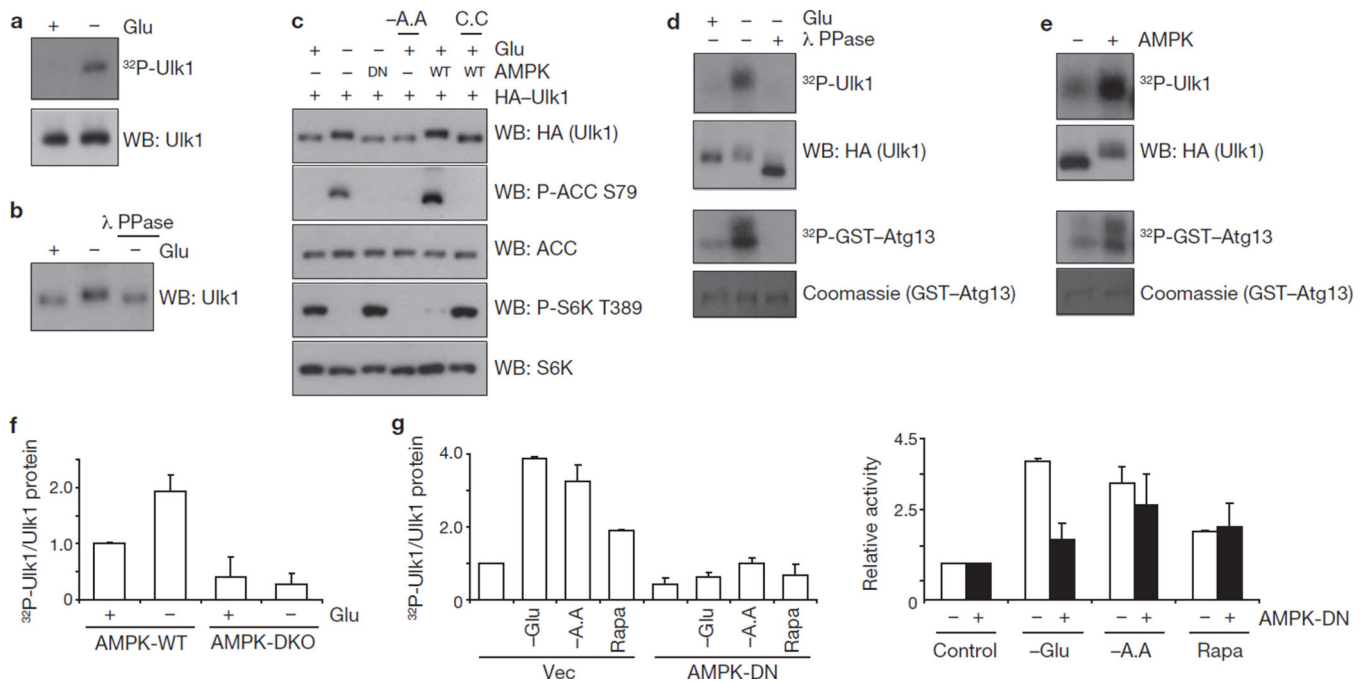 a
+ − Glu
³²P-Ulk1
WB: Ulk1
b
λ PPase
+ − − Glu
WB: Ulk1
c
–A.A C.C
+ − − + + + Glu
− − DN − WT WT AMPK
+ + + + + + HA–Ulk1
WB: HA (Ulk1)
WB: P-ACC S79
WB: ACC
WB: P-S6K T389
WB: S6K
d
+ − − Glu
− − + λ PPase
³²P-Ulk1
WB: HA (Ulk1)
³²P-GST–Atg13
Coomassie (GST–Atg13)
e
− + AMPK
³²P-Ulk1
WB: HA (Ulk1)
³²P-GST–Atg13
Coomassie (GST–Atg13)
f
³²P-Ulk1/Ulk1 protein
2.0
1.0
0
+ − + − Glu
AMPK-WT AMPK-DKO
g
³²P-Ulk1/Ulk1 protein
4.0
2.0
0
–Glu –A.A Rapa –Glu –A.A Rapa
Vec AMPK-DN
Relative activity
4.5
2.5
0
− + − + − + − + AMPK-DN
Control –Glu –A.A Rapa